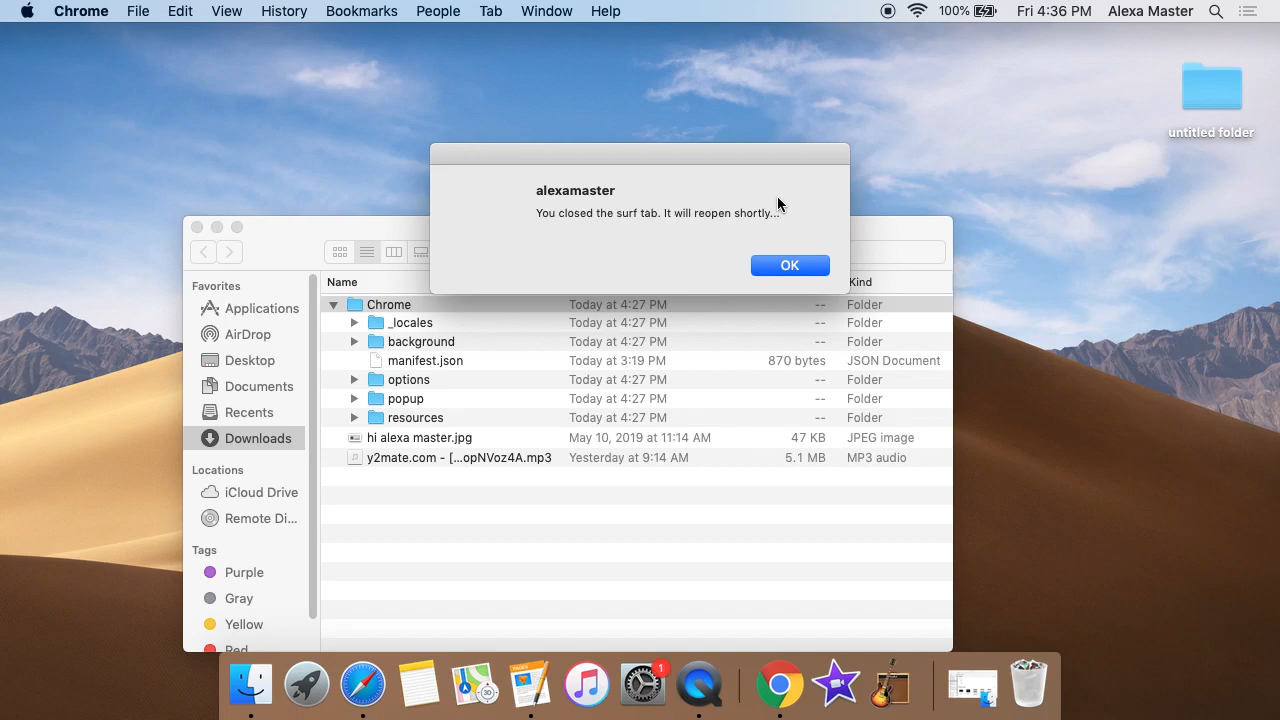 Chrome File Edit View History Bookmarks People Tab Window Help 100% Fri 4:36 PM Alexa Master
untitled folder
alexamaster
You closed the surf tab. It will reopen shortly...
OK
Name Kind
Favorites
Applications
AirDrop
Desktop
Documents
Recents
Downloads
Locations
iCloud Drive
Remote Di...
Tags
Purple
Gray
Yellow
Red
Chrome Today at 4:27 PM -- Folder
_locales Today at 4:27 PM -- Folder
background Today at 4:27 PM -- Folder
manifest.json Today at 3:19 PM 870 bytes JSON Document
options Today at 4:27 PM -- Folder
popup Today at 4:27 PM -- Folder
resources Today at 4:27 PM -- Folder
hi alexa master.jpg May 10, 2019 at 11:14 AM 47 KB JPEG image
y2mate.com - [...opNVoz4A.mp3 Yesterday at 9:14 AM 5.1 MB MP3 audio
3D
PAGES
1